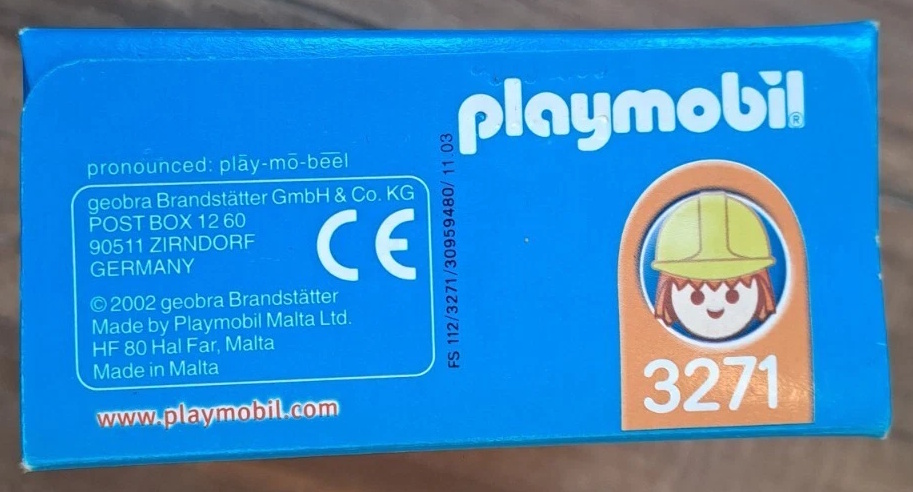 playmobil®
pronounced: plāy-mō-bēēl
geobra Brandstätter GmbH & Co. KG
POST BOX 12 60
90511 ZIRNDORF
GERMANY
CE
© 2002 geobra Brandstätter
Made by Playmobil Malta Ltd.
HF 80 Hal Far, Malta
Made in Malta
www.playmobil.com
FS 112/3271/30959480/ 11.03
3271